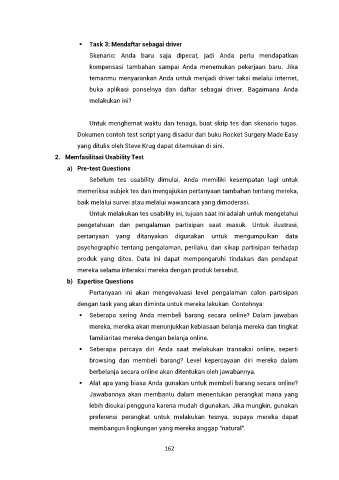 ▪ Task 3: Mendaftar sebagai driver
Skenario: Anda baru saja dipecat, jadi Anda perlu mendapatkan
kompensasi tambahan sampai Anda menemukan pekerjaan baru. Jika
temanmu menyarankan Anda untuk menjadi driver taksi melalui internet,
buka aplikasi ponselnya dan daftar sebagai driver. Bagaimana Anda
melakukan ini?
Untuk menghemat waktu dan tenaga, buat skrip tes dan skenario tugas.
Dokumen contoh test script yang disadur dari buku Rocket Surgery Made Easy
yang ditulis oleh Steve Krug dapat ditemukan di sini.
2. Memfasilitasi Usability Test
a) Pre-test Questions
Sebelum tes usability dimulai, Anda memiliki kesempatan lagi untuk
memeriksa subjek tes dan mengajukan pertanyaan tambahan tentang mereka,
baik melalui survei atau melalui wawancara yang dimoderasi.
Untuk melakukan tes usability ini, tujuan saat ini adalah untuk mengetahui
pengetahuan dan pengalaman partisipan saat masuk. Untuk ilustrasi,
pertanyaan yang ditanyakan digunakan untuk mengumpulkan data
psychographic tentang pengalaman, perilaku, dan sikap partisipan terhadap
produk yang dites. Data ini dapat mempengaruhi tindakan dan pendapat
mereka selama interaksi mereka dengan produk tersebut.
b) Expertise Questions
Pertanyaan ini akan mengevaluasi level pengalaman calon partisipan
dengan task yang akan diminta untuk mereka lakukan. Contohnya:
▪ Seberapa sering Anda membeli barang secara online? Dalam jawaban
mereka, mereka akan menunjukkan kebiasaan belanja mereka dan tingkat
familiaritas mereka dengan belanja online.
▪ Seberapa percaya diri Anda saat melakukan transaksi online, seperti
browsing dan membeli barang? Level kepercayaan diri mereka dalam
berbelanja secara online akan ditentukan oleh jawabannya.
▪ Alat apa yang biasa Anda gunakan untuk membeli barang secara online?
Jawabannya akan membantu dalam menentukan perangkat mana yang
lebih disukai pengguna karena mudah digunakan. Jika mungkin, gunakan
preferensi perangkat untuk melakukan tesnya, supaya mereka dapat
membangun lingkungan yang mereka anggap "natural".
162